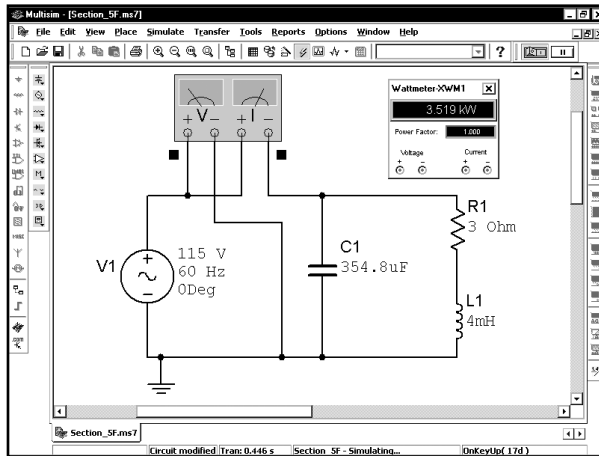 Multisim - [Section_5F.ms7]
File Edit View Place Simulate Transfer Tools Reports Options Window Help
?
Wattmeter-XWM1 X
3.519 kW
Power Factor: 1.000
Voltage Current
+ - + -
V I
+ - + -
R1
3 Ohm
C1
354.8uF
V1
115 V
60 Hz
0Deg
L1
4mH
Section_5F.ms7
Circuit modified Tran: 0.446 s Section 5F - Simulating... OnKeyUp( 17d )